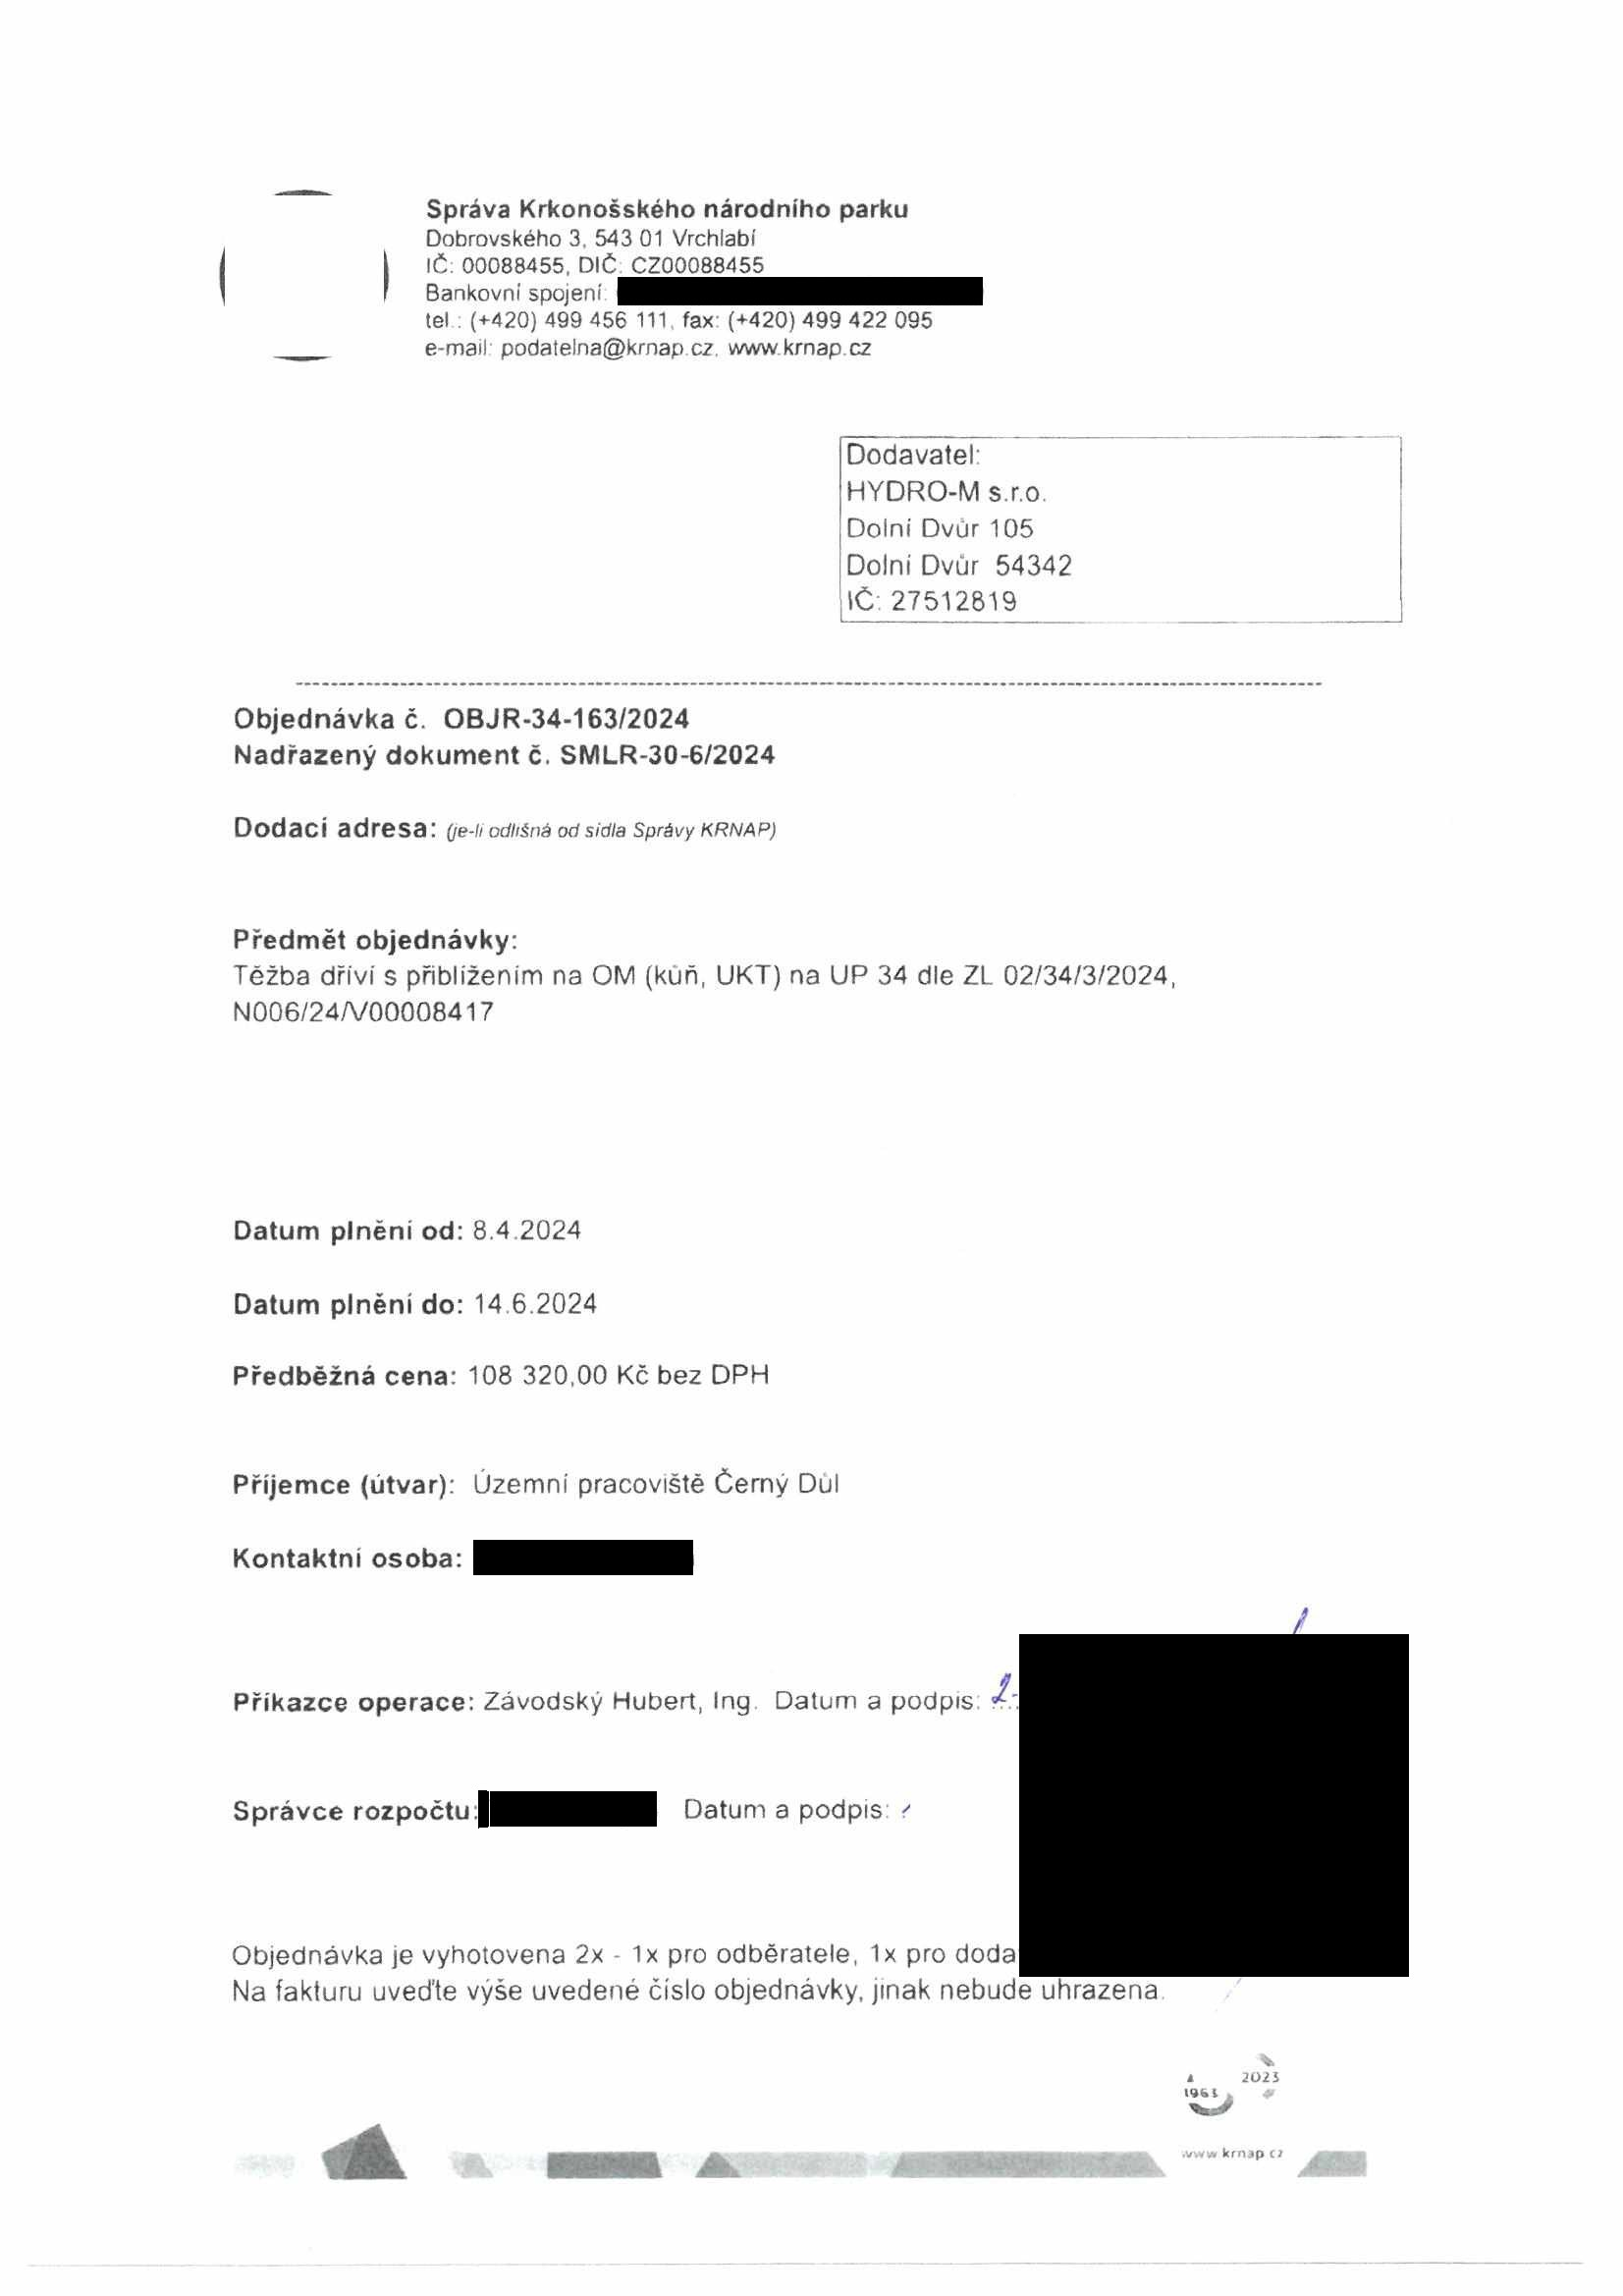 Správa Krkonošského národního parku
Dobrovského 3, 543 01 Vrchlabí
IČ: 00088455, DIČ: CZ00088455
Bankovní spojení:
tel.: (+420) 499 456 111, fax: (+420) 499 422 095
e-mail: podatelna@krnap.cz, www.krnap.cz
Dodavatel:
HYDRO-M s.r.o.
Dolní Dvůr 105
Dolní Dvůr 54342
IČ: 27512819
Objednávka č. OBJR-34-163/2024
Nadřazený dokument č. SMLR-30-6/2024
Dodací adresa: (je-li odlišná od sídla Správy KRNAP)
Předmět objednávky:
Těžba dříví s přiblížením na OM (kůň, UKT) na UP 34 dle ZL 02/34/3/2024,
N006/24/V00008417
Datum plnění od: 8.4.2024
Datum plnění do: 14.6.2024
Předběžná cena: 108 320,00 Kč bez DPH
Příjemce (útvar): Územní pracoviště Černý Důl
Kontaktní osoba:
Příkazce operace: Závodský Hubert, Ing. Datum a podpis: 2.
Správce rozpočtu: Datum a podpis:
Objednávka je vyhotovena 2x - 1x pro odběratele, 1x pro doda
Na fakturu uveďte výše uvedené číslo objednávky, jinak nebude uhrazena.
2023
1963
www.krnap.cz